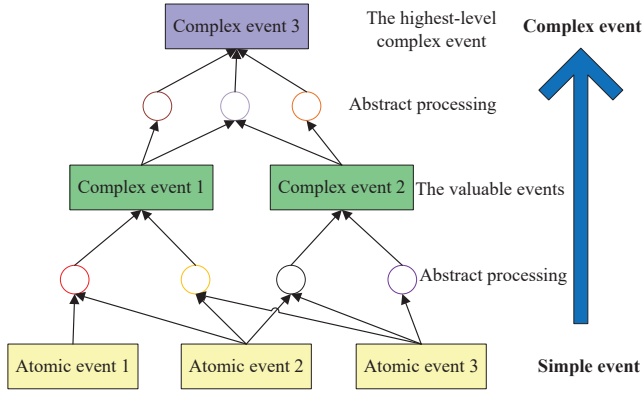 Complex event 3
The highest-level
complex event
Complex event
Abstract processing
Complex event 1
Complex event 2
The valuable events
Abstract processing
Atomic event 1
Atomic event 2
Atomic event 3
Simple event